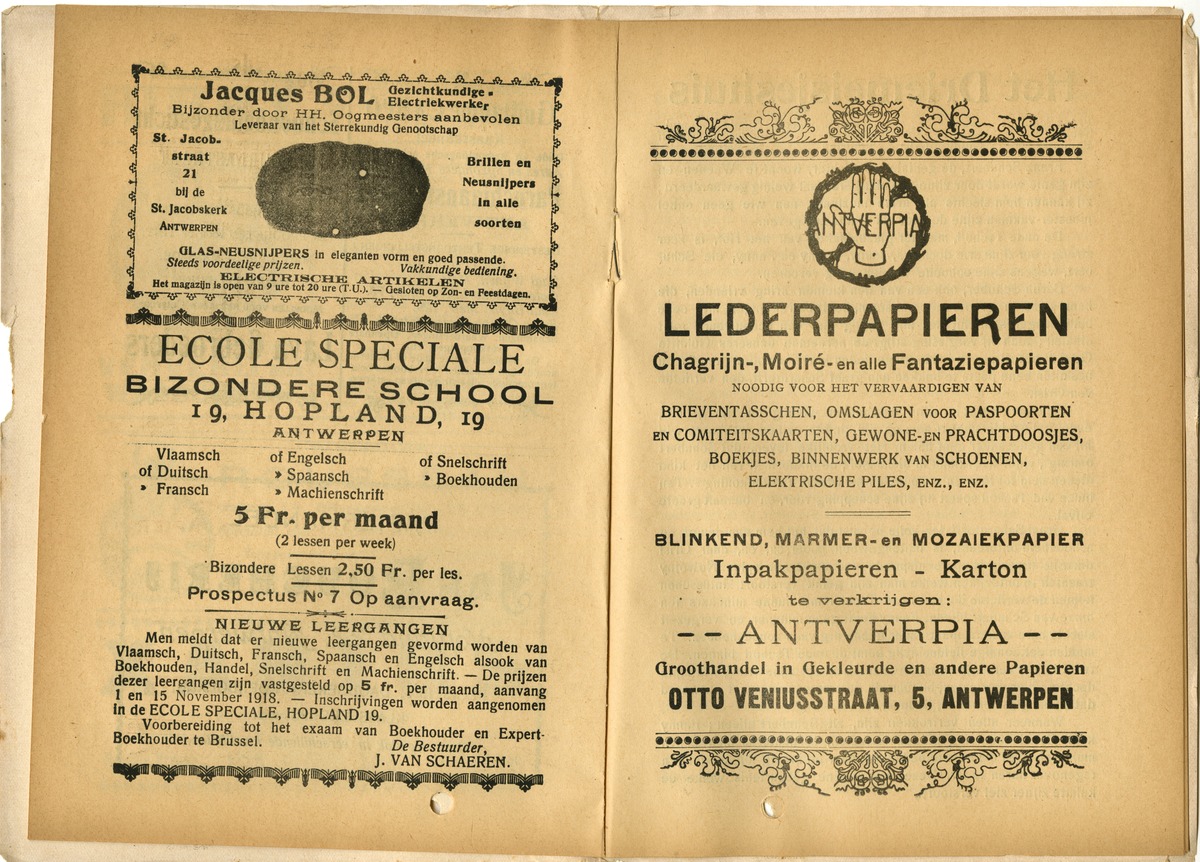 Jacques BOL Gezichtkundige-
Electriekwerker
Bijzonder door HH. Oogmeesters aanbevolen
Leveraar van het Sterrekundig Genootschap
St. Jacob-
straat
21
bij de
St. Jacobskerk
ANTWERPEN
Brillen en
Neusnijpers
in alle
soorten
GLAS-NEUSNIJPERS in eleganten vorm en goed passende.
Steeds voordeelige prijzen. Vakkundige bediening.
ELECTRISCHE ARTIKELEN
Het magazijn is open van 9 ure tot 20 ure (T.U.). — Gesloten op Zon- en Feestdagen.
ECOLE SPECIALE
BIZONDERE SCHOOL
19, HOPLAND, 19
ANTWERPEN
Vlaamsch of Engelsch of Snelschrift
of Duitsch » Spaansch » Boekhouden
» Fransch » Machienschrift
5 Fr. per maand
(2 lessen per week)
Bizondere Lessen 2,50 Fr. per les.
Prospectus No 7 Op aanvraag.
NIEUWE LEERGANGEN
Men meldt dat er nieuwe leergangen gevormd worden van
Vlaamsch, Duitsch, Fransch, Spaansch en Engelsch alsook van
Boekhouden, Handel, Snelschrift en Machienschrift. — De prijzen
dezer leergangen zijn vastgesteld op 5 fr. per maand, aanvang
1 en 15 November 1918. — Inschrijvingen worden aangenomen
in de ECOLE SPECIALE, HOPLAND 19.
Voorbereiding tot het exaam van Boekhouder en Expert-
Boekhouder te Brussel.
De Bestuurder,
J. VAN SCHAEREN.
ANTVERPIA
LEDERPAPIEREN
Chagrijn-, Moiré- en alle Fantaziepapieren
NOODIG VOOR HET VERVAARDIGEN VAN
BRIEVENTASSCHEN, OMSLAGEN VOOR PASPOORTEN
EN COMITEITSKAARTEN, GEWONE- EN PRACHTDOOSJES,
BOEKJES, BINNENWERK VAN SCHOENEN,
ELEKTRISCHE PILES, ENZ., ENZ.
BLINKEND, MARMER- en MOZAIEKPAPIER
Inpakpapieren - Karton
te verkrijgen:
-- ANTVERPIA --
Groothandel in Gekleurde en andere Papieren
OTTO VENIUSSTRAAT, 5, ANTWERPEN